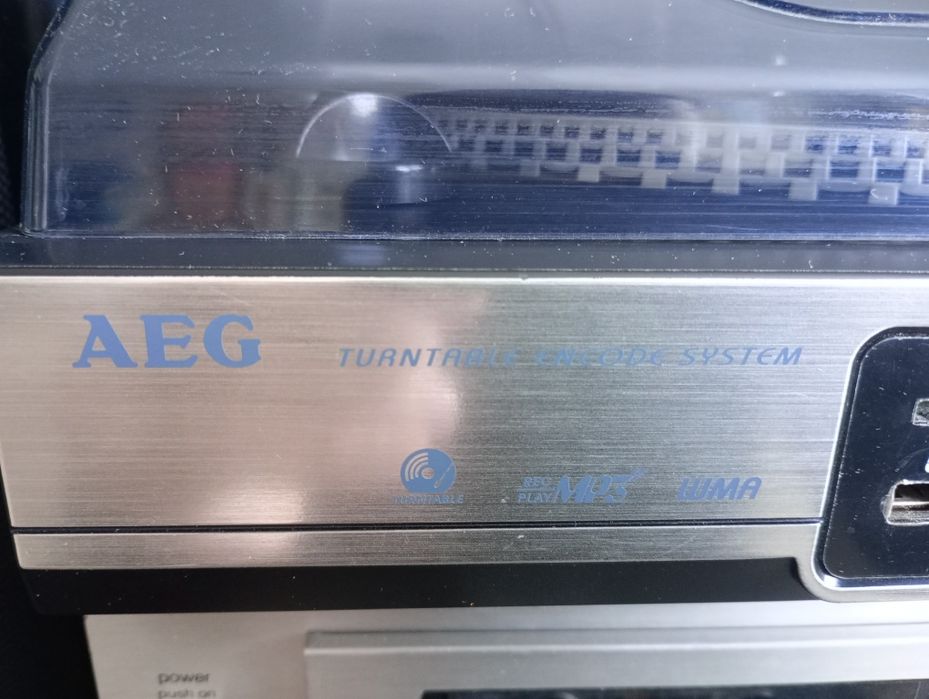 AEG
TURNTABLE ENCODE SYSTEM
TURNTABLE
REC
PLAY MP3
WMA
power
push on